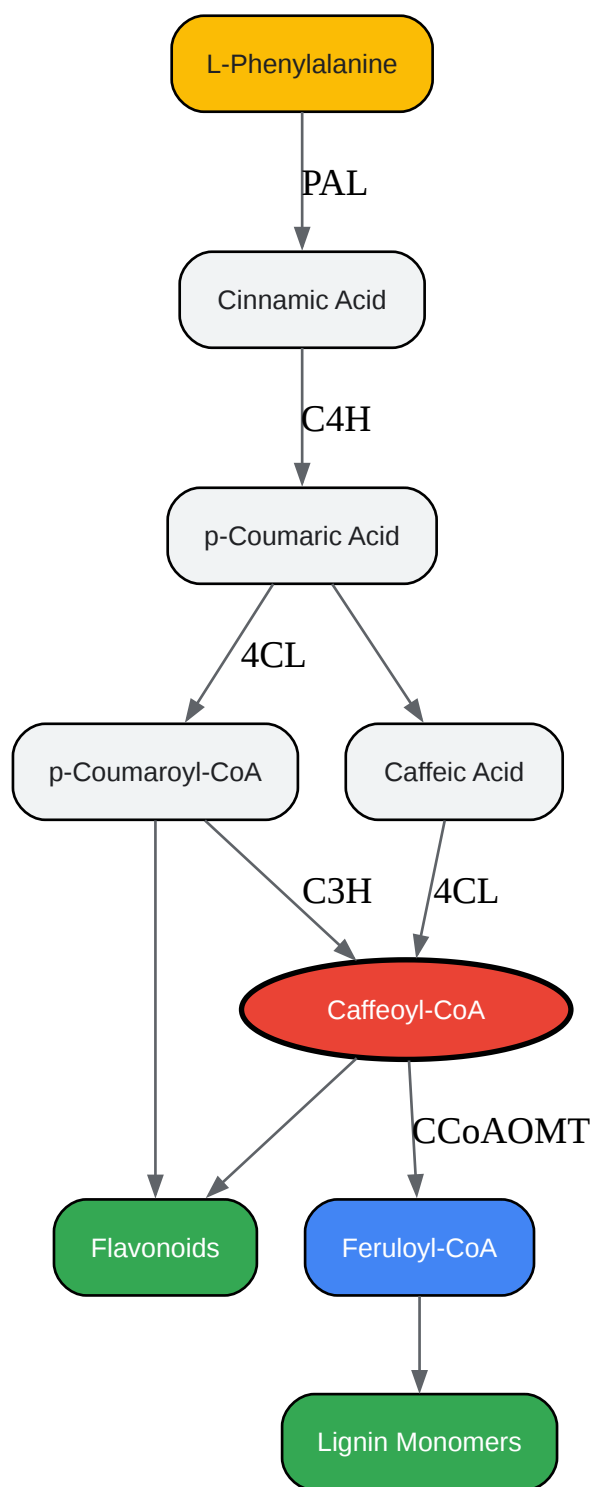 L-Phenylalanine
PAL
Cinnamic Acid
C4H
p-Coumaric Acid
4CL
p-Coumaroyl-CoA
Caffeic Acid
C3H
4CL
Caffeoyl-CoA
CCoAOMT
Flavonoids
Feruloyl-CoA
Lignin Monomers